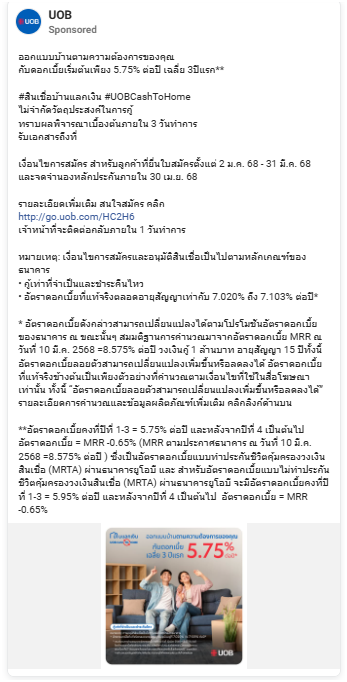 UOB
Sponsored
ออกแบบบ้านตามความต้องการของคุณ
กับดอกเบี้ยเริ่มต้นเพียง 5.75% ต่อปี เฉลี่ย 3ปีแรก**
#สินเชื่อบ้านแลกเงิน #UOBCashToHome
ไม่จำกัดวัตถุประสงค์ในการกู้
ทราบผลพิจารณาเบื้องต้นภายใน 3 วันทำการ
รับเอกสารถึงที่
เงื่อนไขการสมัคร สำหรับลูกค้าที่ยื่นใบสมัครตั้งแต่ 2 ม.ค. 68 - 31 มี.ค. 68
และจดจำนองหลักประกันภายใน 30 เม.ย. 68
รายละเอียดเพิ่มเติม สนใจสมัคร คลิก
http://go.uob.com/HC2H6
เจ้าหน้าที่จะติดต่อกลับภายใน 1 วันทำการ
หมายเหตุ: เงื่อนไขการสมัครและอนุมัติสินเชื่อเป็นไปตามหลักเกณฑ์ของ
ธนาคาร
• กู้เท่าที่จำเป็นและชำระคืนไหว
• อัตราดอกเบี้ยที่แท้จริงตลอดอายุสัญญาเท่ากับ 7.020% ถึง 7.103% ต่อปี*
* อัตราดอกเบี้ยดังกล่าวสามารถเปลี่ยนแปลงได้ตามโปรโมชันอัตราดอกเบี้ย
ของธนาคาร ณ ขณะนั้นๆ สมมติฐานการคำนวณมาจากอัตราดอกเบี้ย MRR ณ
วันที่ 10 มี.ค. 2568 =8.575% ต่อปี วงเงินกู้ 1 ล้านบาท อายุสัญญา 15 ปีทั้งนี้
อัตราดอกเบี้ยลอยตัวสามารถเปลี่ยนแปลงเพิ่มขึ้นหรือลดลงได้ อัตราดอกเบี้ย
ที่แท้จริงข้างต้นเป็นเพียงตัวอย่างที่คำนวณตามเงื่อนไขที่ใช้ในสื่อโฆษณา
เท่านั้น ทั้งนี้ "อัตราดอกเบี้ยลอยตัวสามารถเปลี่ยนแปลงเพิ่มขึ้นหรือลดลงได้"
รายละเอียดการคำนวณและข้อมูลผลิตภัณฑ์เพิ่มเติม คลิกลิงก์ด้านบน
**อัตราดอกเบี้ยคงที่ปีที่ 1-3 = 5.75% ต่อปี และหลังจากปีที่ 4 เป็นต้นไป
อัตราดอกเบี้ย = MRR -0.65% (MRR ตามประกาศธนาคาร ณ วันที่ 10 มี.ค.
2568 =8.575% ต่อปี ) ซึ่งเป็นอัตราดอกเบี้ยแบบทำประกันชีวิตคุ้มครองวงเงิน
สินเชื่อ (MRTA) ผ่านธนาคารยูโอบี และ สำหรับอัตราดอกเบี้ยแบบไม่ทำประกัน
ชีวิตคุ้มครองวงเงินสินเชื่อ (MRTA) ผ่านธนาคารยูโอบี จะมีอัตราดอกเบี้ยคงที่ปี
ที่ 1-3 = 5.95% ต่อปี และหลังจากปีที่ 4 เป็นต้นไป อัตราดอกเบี้ย = MRR
-0.65%
ออกแบบบ้านตามความต้องการของคุณ
กับดอกเบี้ย
เฉลี่ย 3 ปีแรก
5.75%
UOB